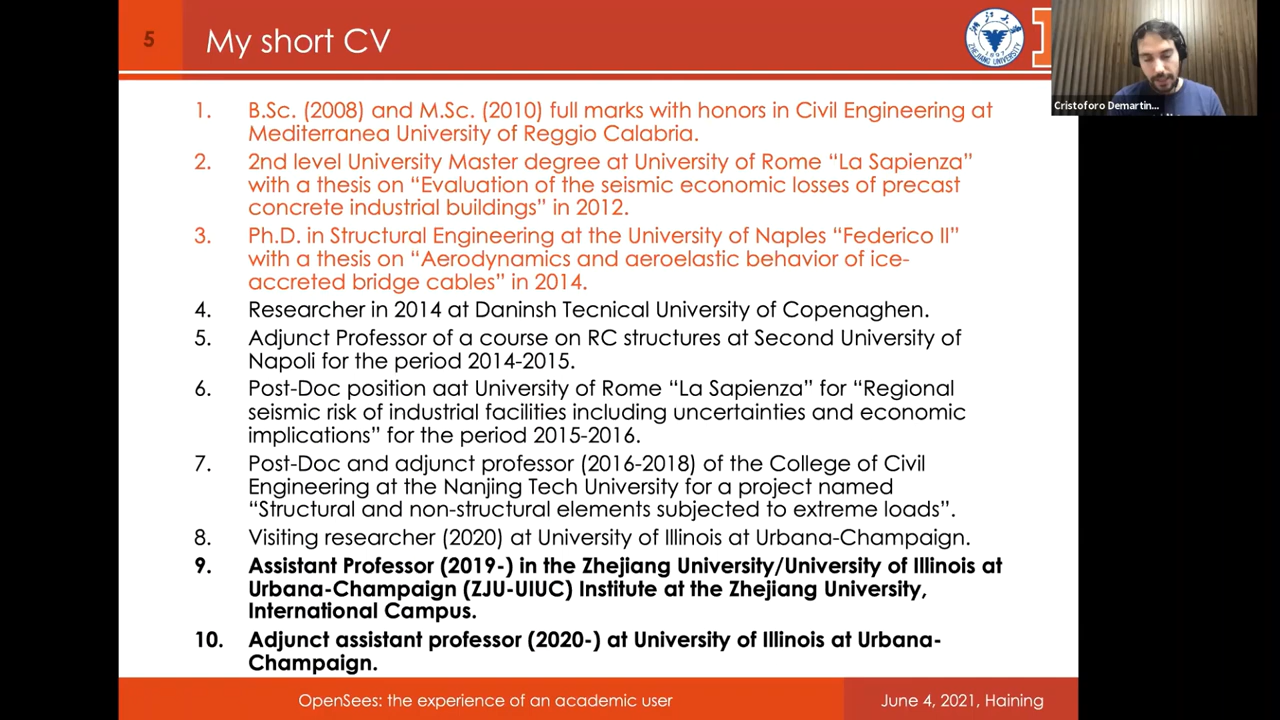 5
My short CV
ZHEJIANG UNIVERSITY
1897
Cristoforo Demartin...
1. B.Sc. (2008) and M.Sc. (2010) full marks with honors in Civil Engineering at
Mediterranea University of Reggio Calabria.
2. 2nd level University Master degree at University of Rome “La Sapienza”
with a thesis on “Evaluation of the seismic economic losses of precast
concrete industrial buildings” in 2012.
3. Ph.D. in Structural Engineering at the University of Naples “Federico II”
with a thesis on “Aerodynamics and aeroelastic behavior of ice-
accreted bridge cables” in 2014.
4. Researcher in 2014 at Daninsh Tecnical University of Copenaghen.
5. Adjunct Professor of a course on RC structures at Second University of
Napoli for the period 2014-2015.
6. Post-Doc position aat University of Rome “La Sapienza” for “Regional
seismic risk of industrial facilities including uncertainties and economic
implications” for the period 2015-2016.
7. Post-Doc and adjunct professor (2016-2018) of the College of Civil
Engineering at the Nanjing Tech University for a project named
“Structural and non-structural elements subjected to extreme loads”.
8. Visiting researcher (2020) at University of Illinois at Urbana-Champaign.
9. Assistant Professor (2019-) in the Zhejiang University/University of Illinois at
Urbana-Champaign (ZJU-UIUC) Institute at the Zhejiang University,
International Campus.
10. Adjunct assistant professor (2020-) at University of Illinois at Urbana-
Champaign.
OpenSees: the experience of an academic user
June 4, 2021, Haining